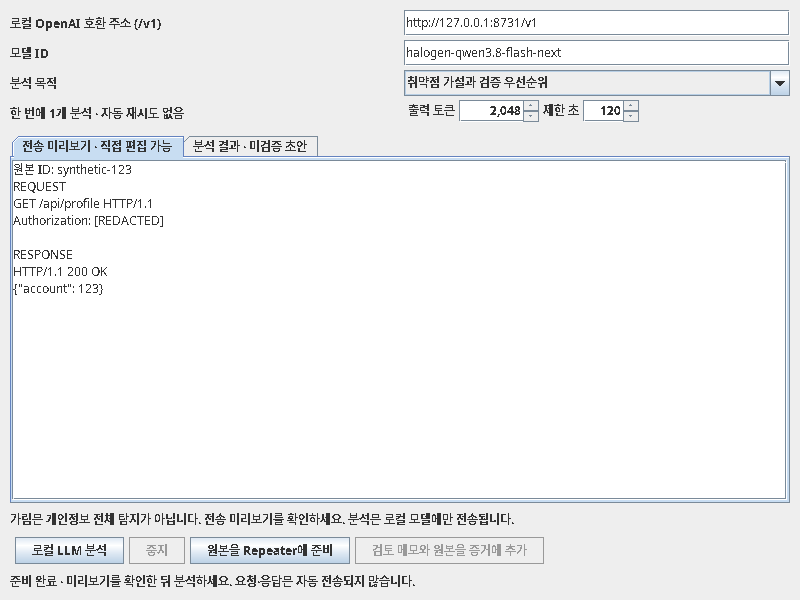 로컬 OpenAI 호환 주소 (/v1)
http://127.0.0.1:8731/v1
모델 ID
halogen-qwen3.8-flash-next
분석 목적
취약점 가설과 검증 우선순위
한 번에 1개 분석 · 자동 재시도 없음
출력 토큰 2,048 제한 초 120
전송 미리보기 · 직접 편집 가능 분석 결과 · 미검증 초안
원본 ID: synthetic-123
REQUEST
GET /api/profile HTTP/1.1
Authorization: [REDACTED]
RESPONSE
HTTP/1.1 200 OK
{"account": 123}
가림은 개인정보 전체 탐지가 아닙니다. 전송 미리보기를 확인하세요. 분석은 로컬 모델에만 전송됩니다.
로컬 LLM 분석 중지 원본을 Repeater에 준비 검토 메모와 원본을 증거에 추가
준비 완료 · 미리보기를 확인한 뒤 분석하세요. 요청·응답은 자동 전송되지 않습니다.